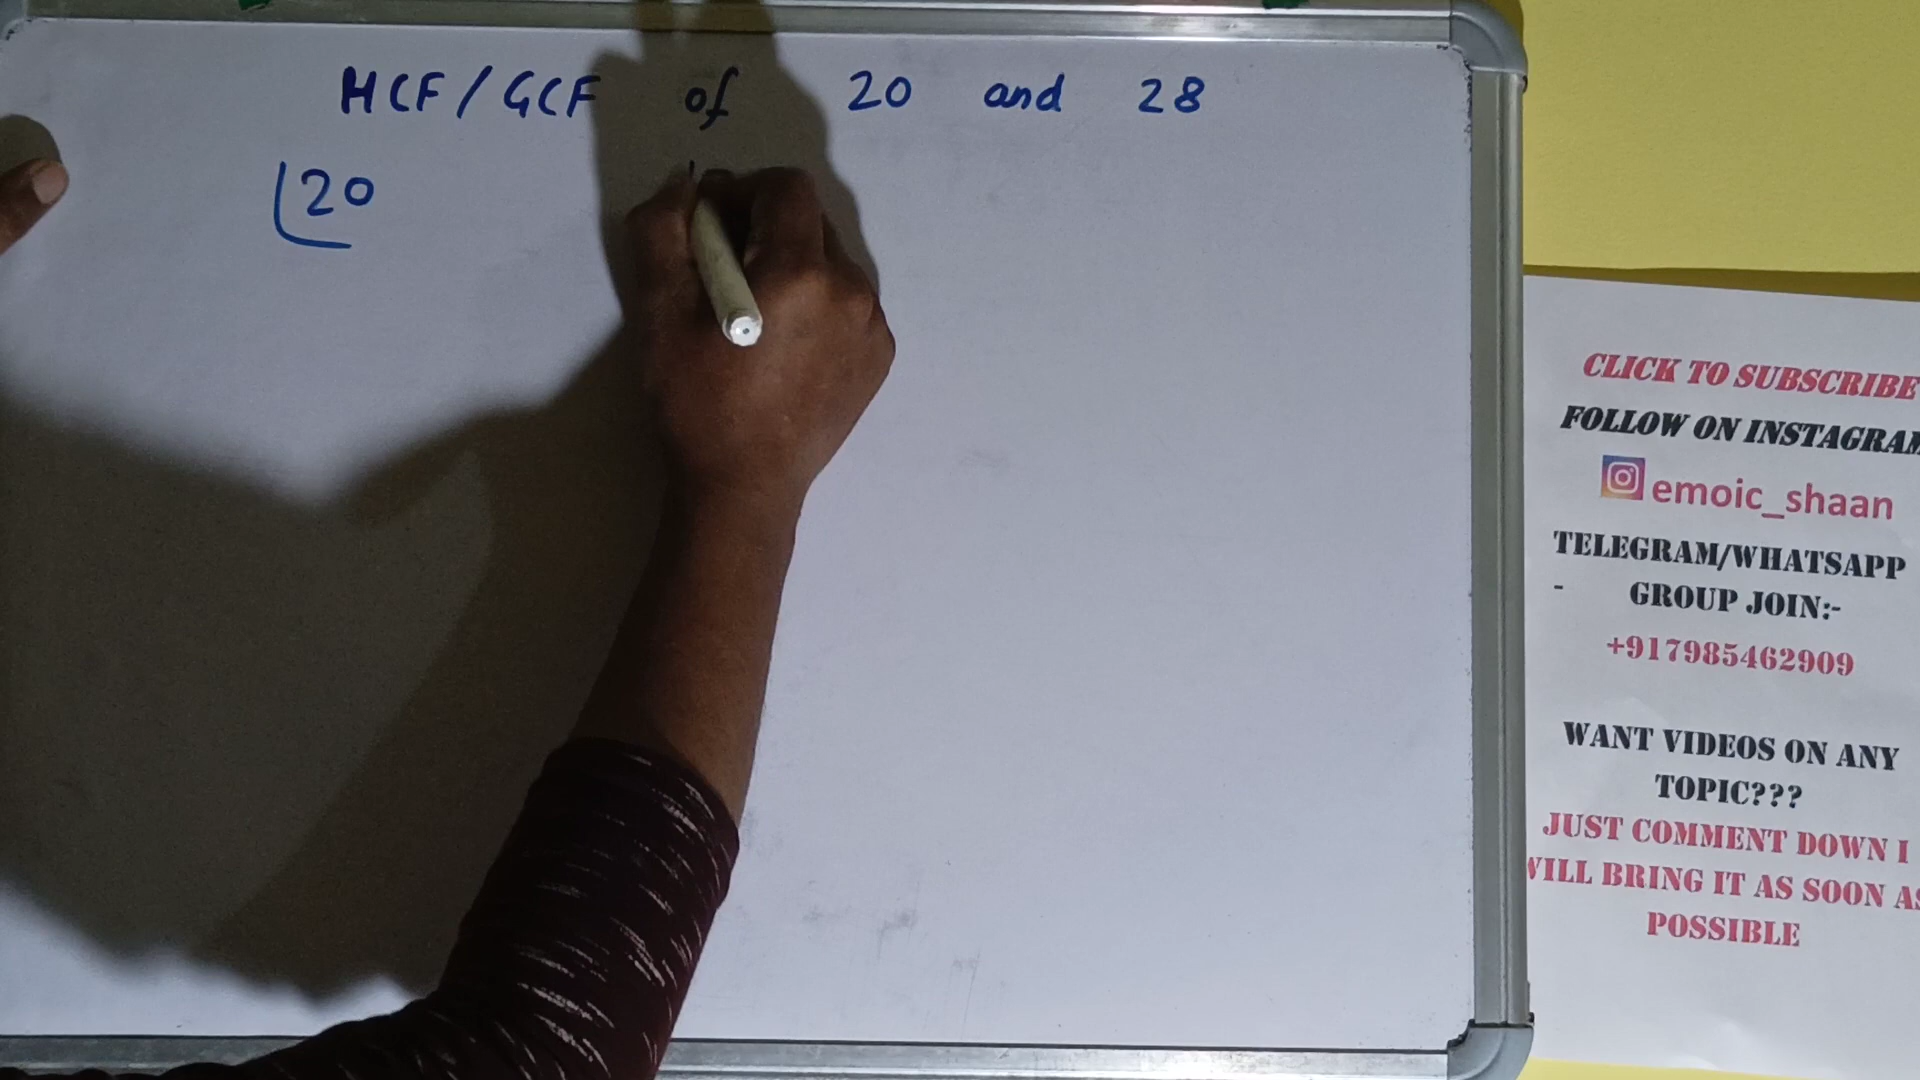 HCF/GCF of 20 and 28
20
CLICK TO SUBSCRIBE
FOLLOW ON INSTAGRAM
emoic_shaan
TELEGRAM/WHATSAPP
- GROUP JOIN:-
+917985462909
WANT VIDEOS ON ANY
TOPIC???
JUST COMMENT DOWN I
WILL BRING IT AS SOON AS
POSSIBLE